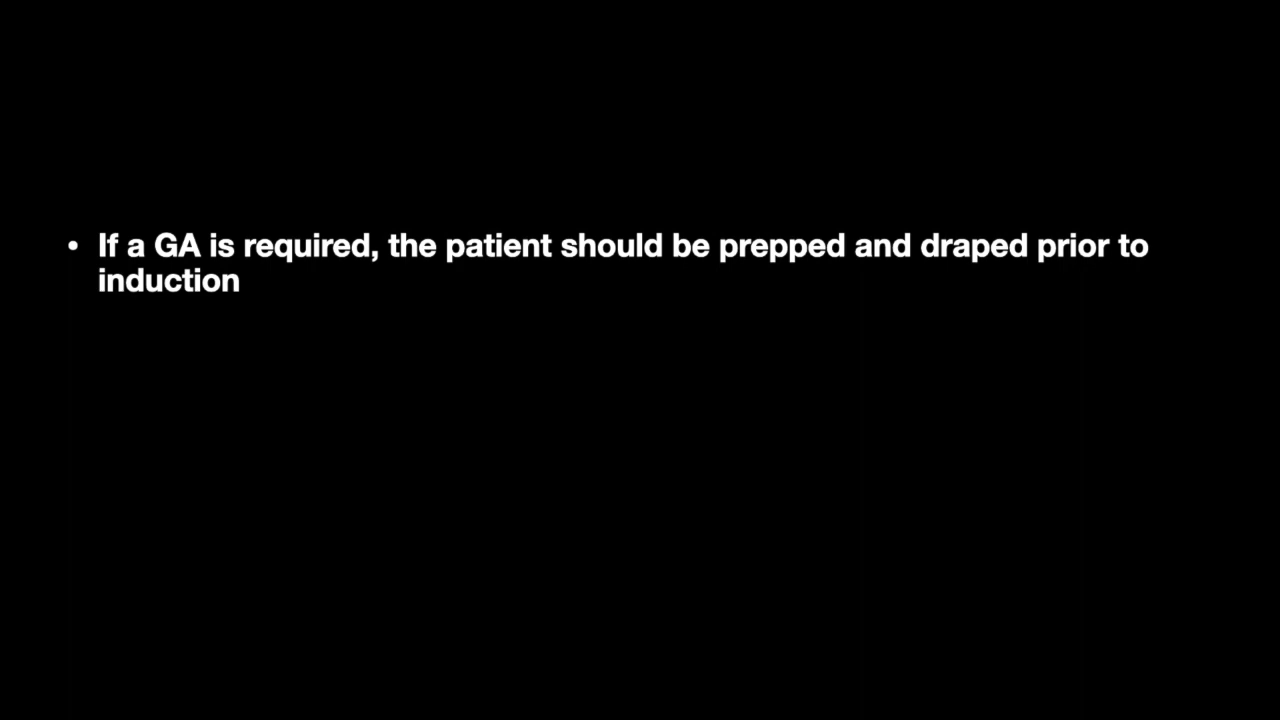 • If a GA is required, the patient should be prepped and draped prior to
induction